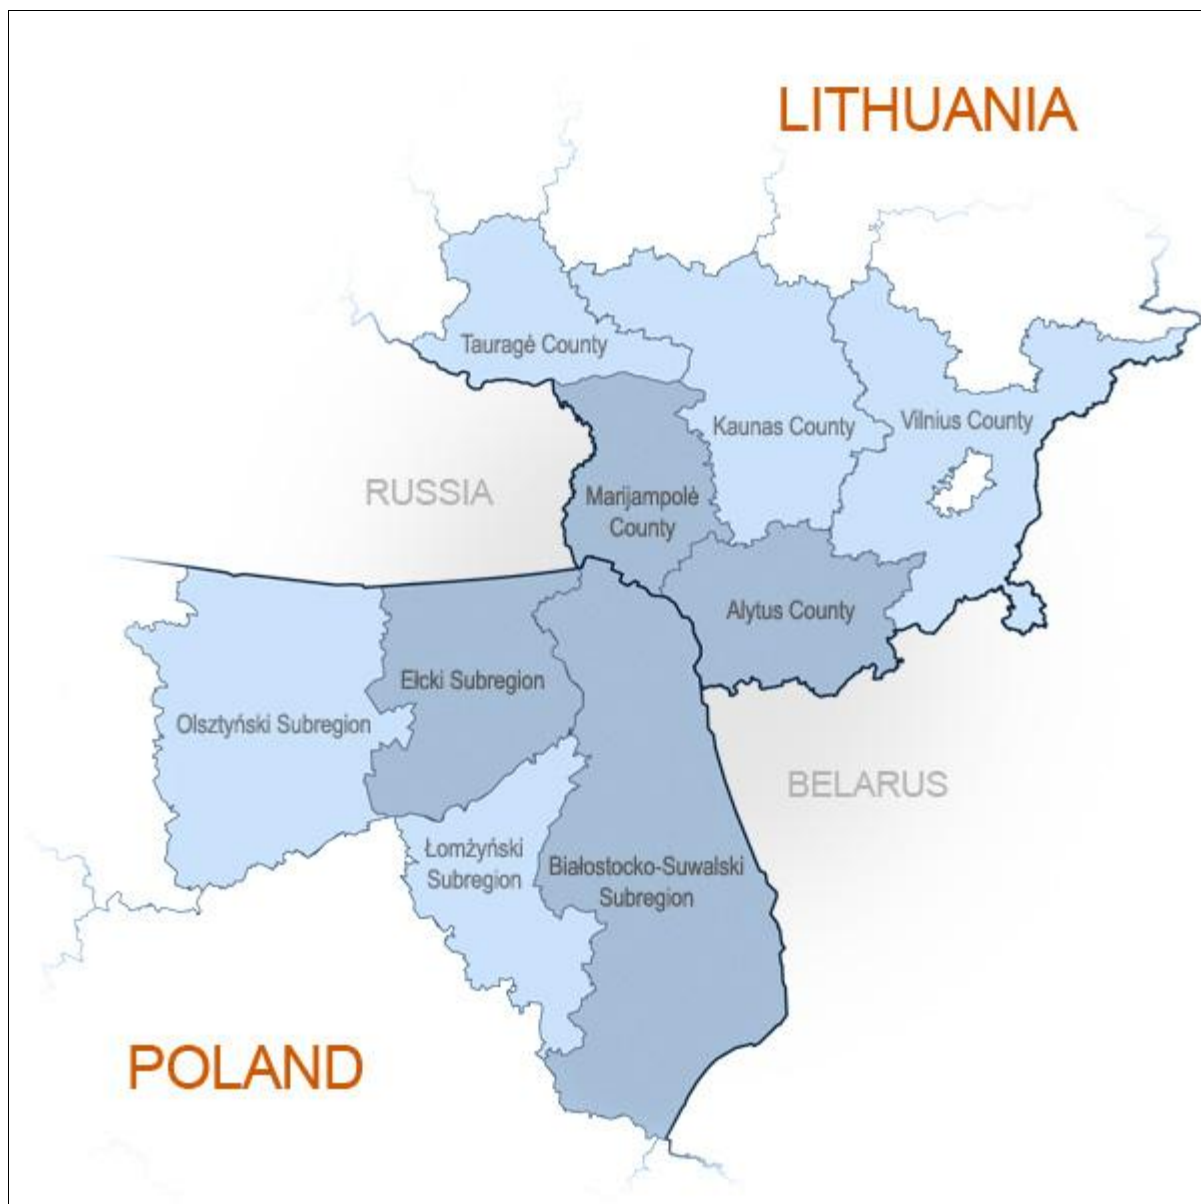 LITHUANIA
Tauragė County
Kaunas County
Vilnius County
RUSSIA
Marijampolė
County
Alytus County
Ełcki Subregion
Olsztyński Subregion
BELARUS
Łomżyński
Subregion
Białostocko-Suwalski
Subregion
POLAND